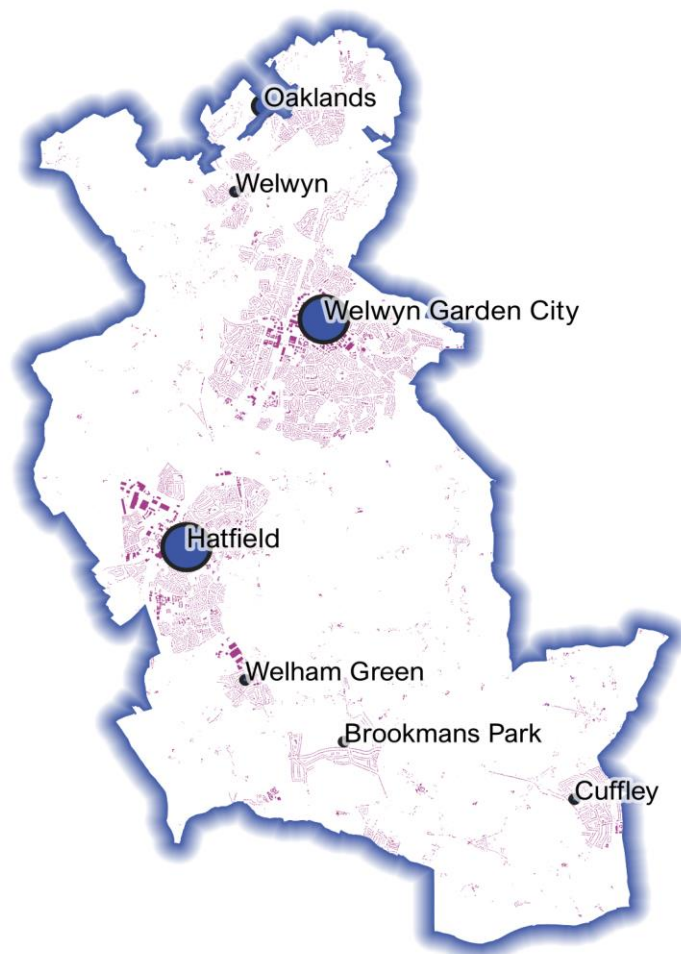 Oaklands
Welwyn
Welwyn Garden City
Hatfield
Welham Green
Brookmans Park
Cuffley